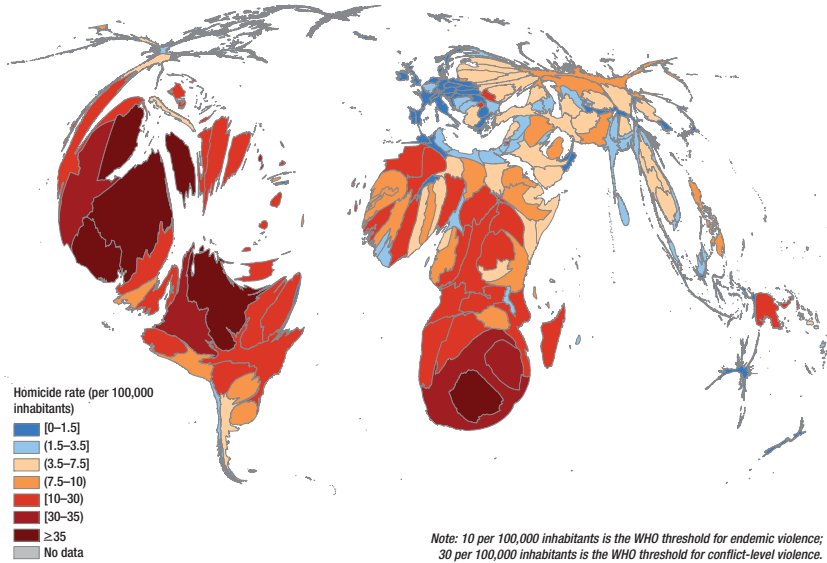 Homicide rate (per 100,000
inhabitants)
[0–1.5]
(1.5–3.5]
(3.5–7.5]
(7.5–10)
[10–30)
[30–35)
≥35
No data
Note: 10 per 100,000 inhabitants is the WHO threshold for endemic violence;
30 per 100,000 inhabitants is the WHO threshold for conflict-level violence.